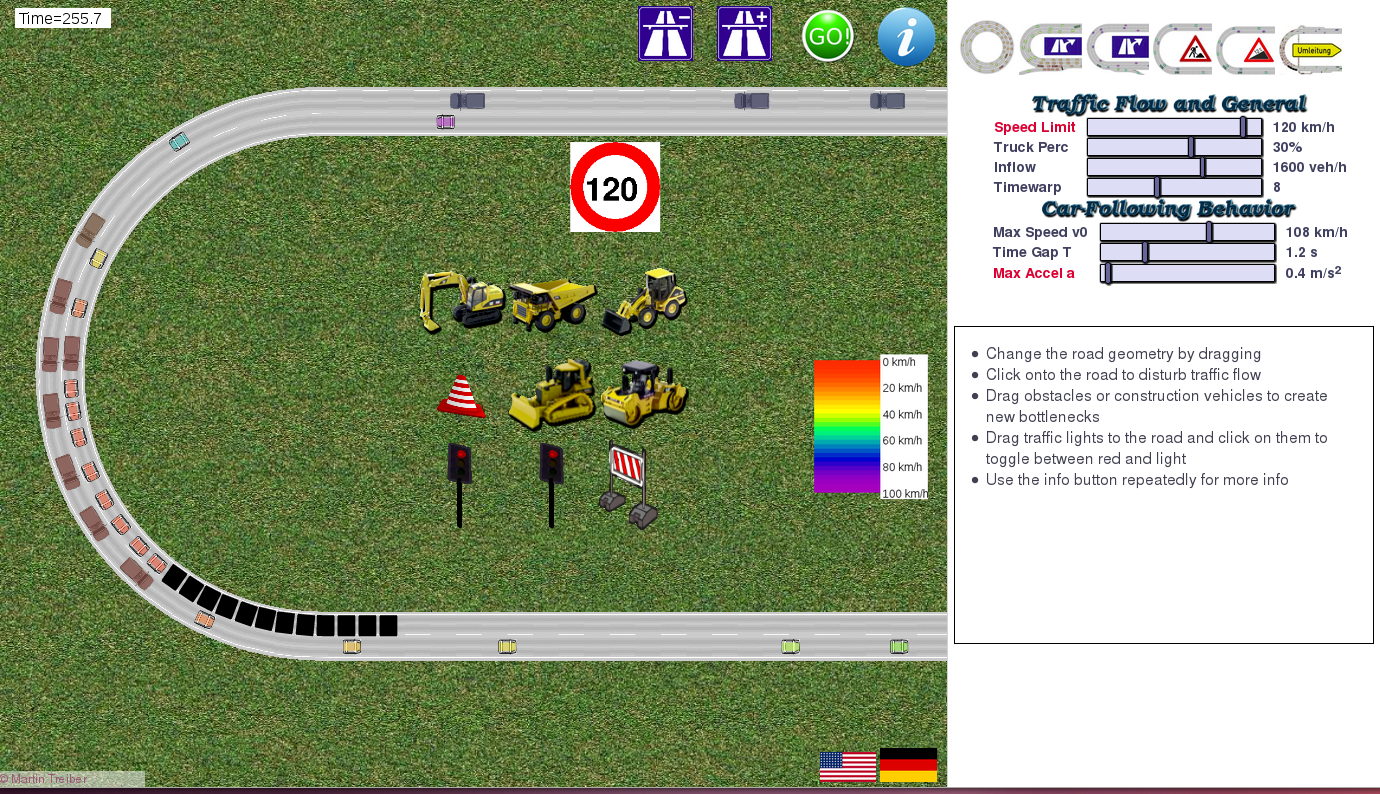 Time=255.7
GO!
i
Umleitung
Traffic Flow and General
Speed Limit 120 km/h
Truck Perc 30%
Inflow 1600 veh/h
Timewarp 8
Car-Following Behavior
Max Speed v0 108 km/h
Time Gap T 1.2 s
Max Accel a 0.4 m/s²
120
0 km/h
20 km/h
40 km/h
60 km/h
80 km/h
100 km/h
Change the road geometry by dragging
Click onto the road to disturb traffic flow
Drag obstacles or construction vehicles to create
new bottlenecks
Drag traffic lights to the road and click on them to
toggle between red and light
Use the info button repeatedly for more info
© Martin Treiber